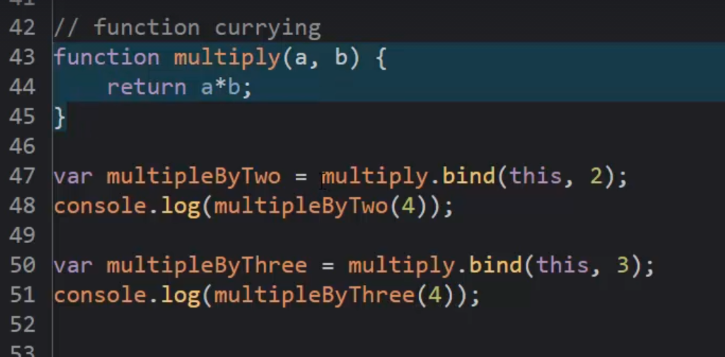 41
42 // function currying
43 function multiply(a, b) {
44     return a*b;
45 }
46
47 var multipleByTwo = multiply.bind(this, 2);
48 console.log(multipleByTwo(4));
49
50 var multipleByThree = multiply.bind(this, 3);
51 console.log(multipleByThree(4));
52
53